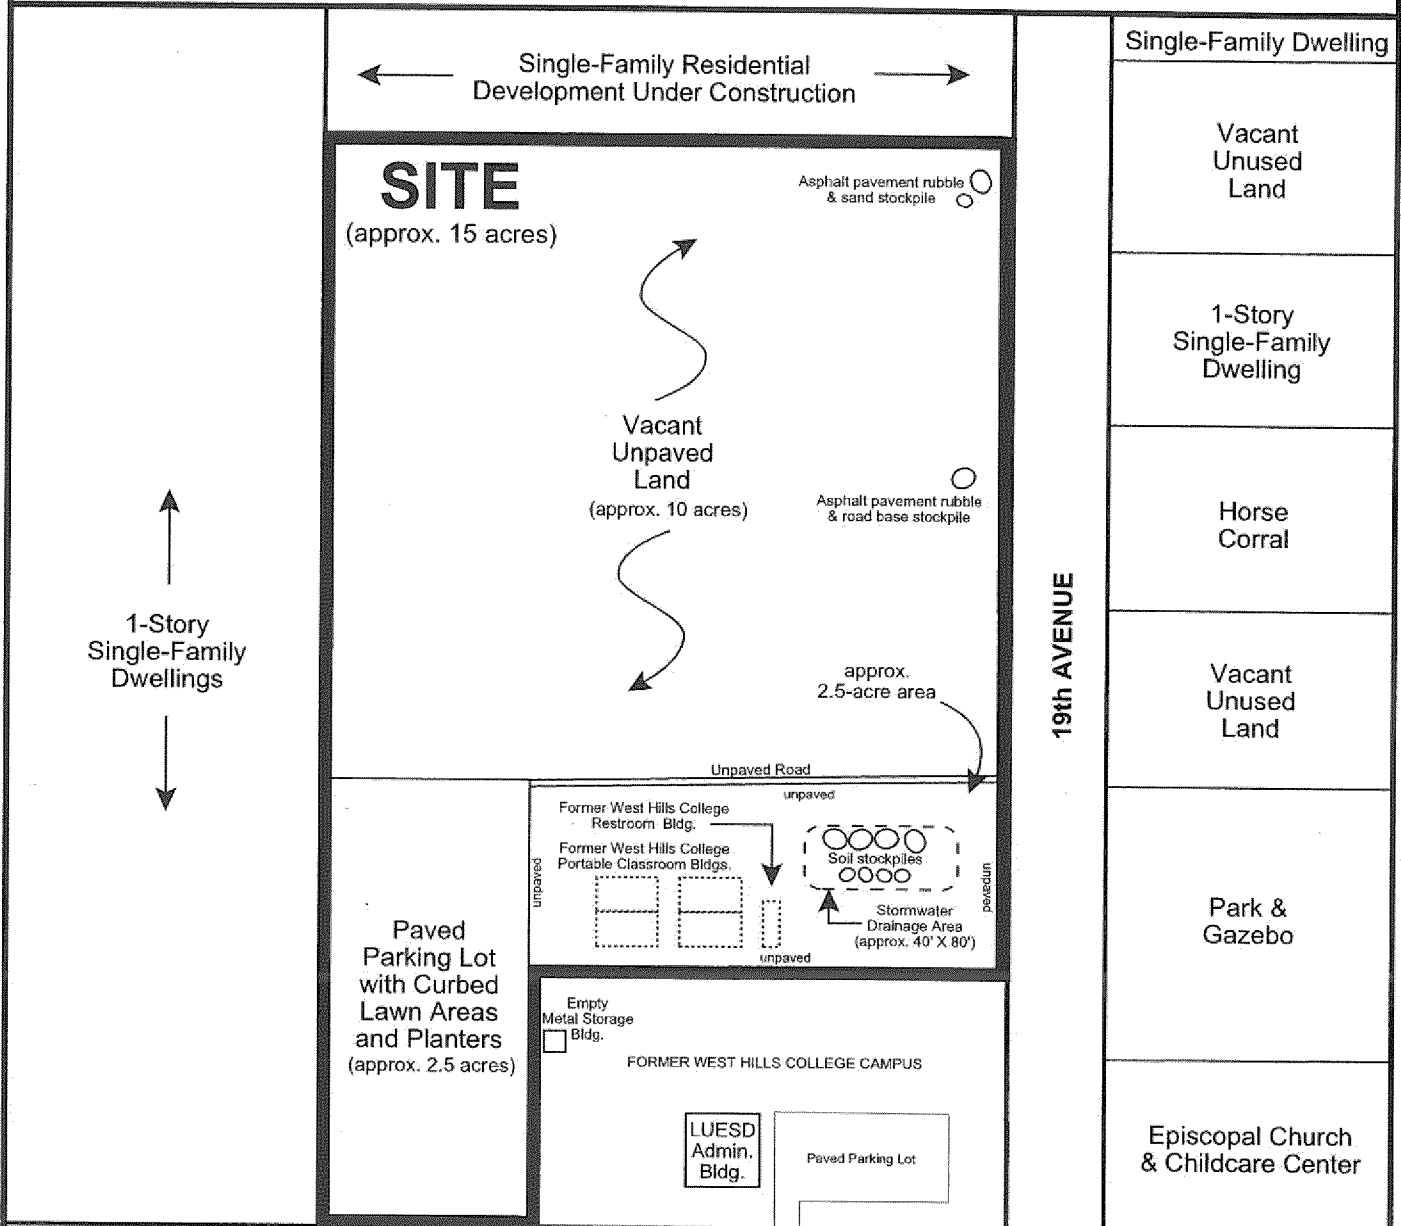 Single-Family Residential
Development Under Construction
Single-Family Dwelling
Vacant
Unused
Land
SITE
(approx. 15 acres)
Asphalt pavement rubble
& sand stockpile
1-Story
Single-Family
Dwelling
Vacant
Unpaved
Land
(approx. 10 acres)
Asphalt pavement rubble
& road base stockpile
Horse
Corral
1-Story
Single-Family
Dwellings
19th AVENUE
approx.
2.5-acre area
Vacant
Unused
Land
Unpaved Road
unpaved
Former West Hills College
Restroom Bldg.
Former West Hills College
Portable Classroom Bldgs.
unpaved
Soil stockpiles
unpaved
Stormwater
Drainage Area
(approx. 40' X 80')
unpaved
Park &
Gazebo
Paved
Parking Lot
with Curbed
Lawn Areas
and Planters
(approx. 2.5 acres)
Empty
Metal Storage
Bldg.
FORMER WEST HILLS COLLEGE CAMPUS
LUESD
Admin.
Bldg.
Paved Parking Lot
Episcopal Church
& Childcare Center